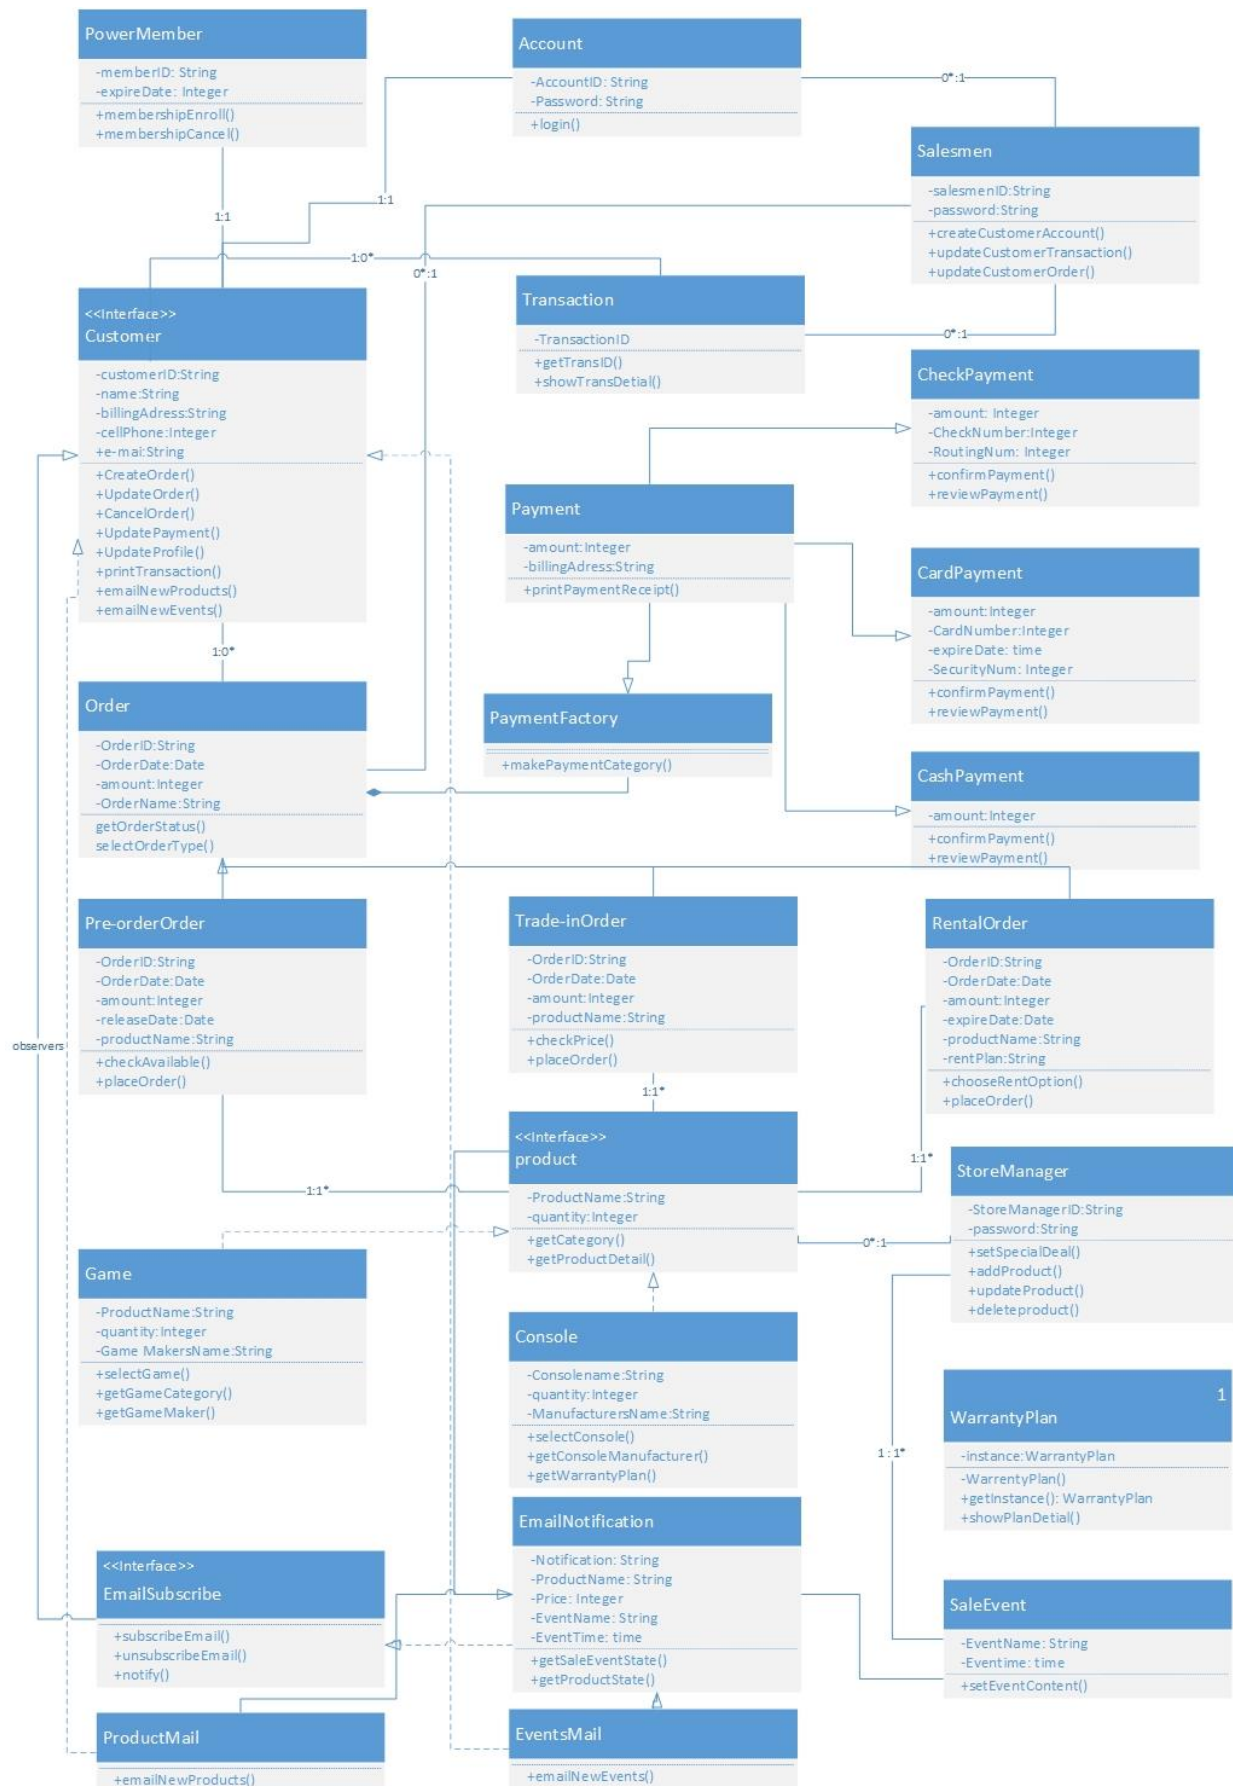 PowerMember
-memberID: String
-expireDate: Integer
+membershipEnroll()
+membershipCancel()
Account
-AccountID: String
-Password: String
+login()
0*:1
Salesmen
-salesmenID:String
-password:String
+createCustomerAccount()
+updateCustomerTransaction()
+updateCustomerOrder()
1:1
1:1
1:0*
0*:1
<<Interface>>
Customer
-customerID:String
-name:String
-billingAdress:String
-cellPhone:Integer
+e-mai:String
+CreateOrder()
+UpdateOrder()
+CancelOrder()
+UpdatePayment()
+UpdateProfile()
+printTransaction()
+emailNewProducts()
+emailNewEvents()
Transaction
-TransactionID
+getTransID()
+showTransDetial()
0*:1
CheckPayment
-amount: Integer
-CheckNumber:Integer
-RoutingNum: Integer
+confirmPayment()
+reviewPayment()
Payment
-amount:Integer
-billingAdress:String
+printPaymentReceipt()
CardPayment
-amount:Integer
-CardNumber:Integer
-expireDate: time
-SecurityNum: Integer
+confirmPayment()
+reviewPayment()
1:0*
Order
-OrderID:String
-OrderDate:Date
-amount:Integer
-OrderName:String
getOrderStatus()
selectOrderType()
PaymentFactory
+makePaymentCategory()
CashPayment
-amount:Integer
+confirmPayment()
+reviewPayment()
Pre-orderOrder
-OrderID:String
-OrderDate:Date
-amount:Integer
-releaseDate:Date
-productName:String
+checkAvailable()
+placeOrder()
Trade-inOrder
-OrderID:String
-OrderDate:Date
-amount:Integer
-productName:String
+checkPrice()
+placeOrder()
RentalOrder
-OrderID:String
-OrderDate:Date
-amount:Integer
-expireDate:Date
-productName:String
-rentPlan:String
+chooseRentOption()
+placeOrder()
observers
1:1*
1:1*
1:1*
<<Interface>>
product
-ProductName:String
-quantity:Integer
+getCategory()
+getProductDetail()
0*:1
StoreManager
-StoreManagerID:String
-password:String
+setSpecialDeal()
+addProduct()
+updateProduct()
+deleteproduct()
Game
-ProductName:String
-quantity:Integer
-Game MakersName:String
+selectGame()
+getGameCategory()
+getGameMaker()
Console
-Consolename:String
-quantity:Integer
-ManufacturersName:String
+selectConsole()
+getConsoleManufacturer()
+getWarrantyPlan()
1 : 1*
1
WarrantyPlan
-instance:WarrantyPlan
-WarrentyPlan()
+getInstance(): WarrantyPlan
+showPlanDetial()
EmailNotification
-Notification: String
-ProductName: String
-Price: Integer
-EventName: String
-EventTime: time
+getSaleEventState()
+getProductState()
<<Interface>>
EmailSubscribe
+subscribeEmail()
+unsubscribeEmail()
+notify()
SaleEvent
-EventName: String
-Eventime: time
+setEventContent()
ProductMail
+emailNewProducts()
EventsMail
+emailNewEvents()